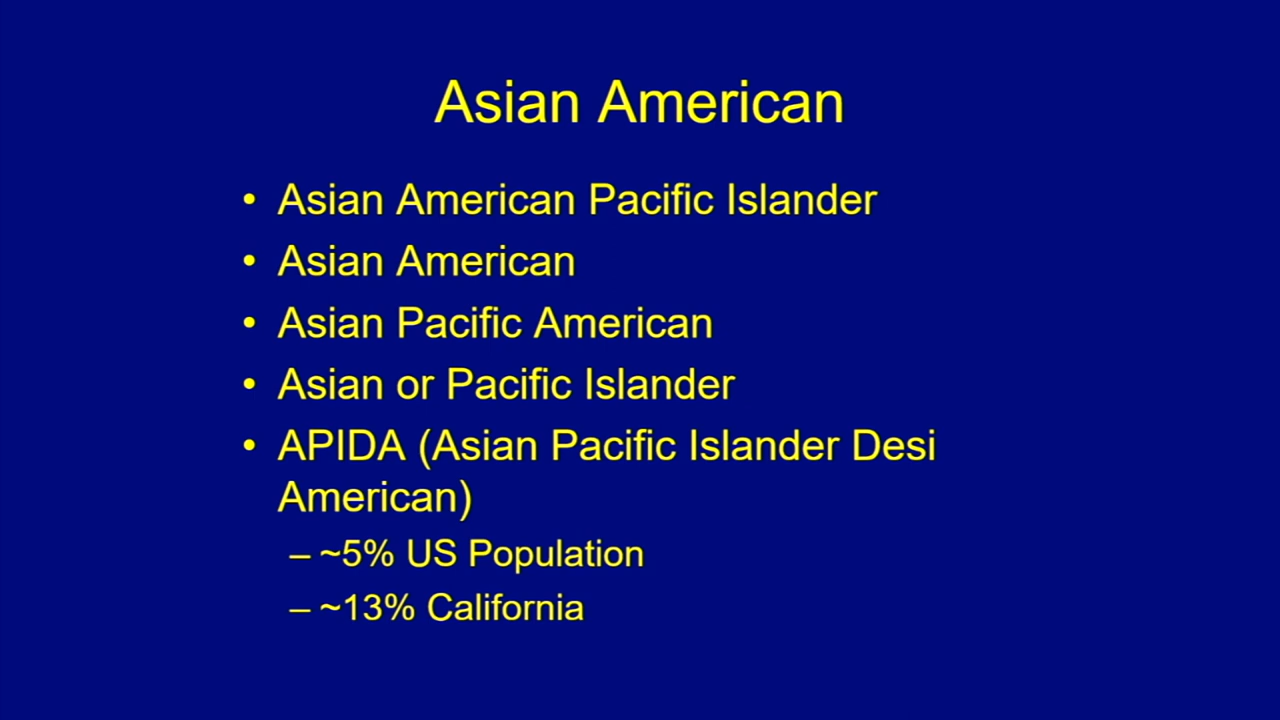 Asian American
• Asian American Pacific Islander
• Asian American
• Asian Pacific American
• Asian or Pacific Islander
• APIDA (Asian Pacific Islander Desi
American)
– ~5% US Population
– ~13% California